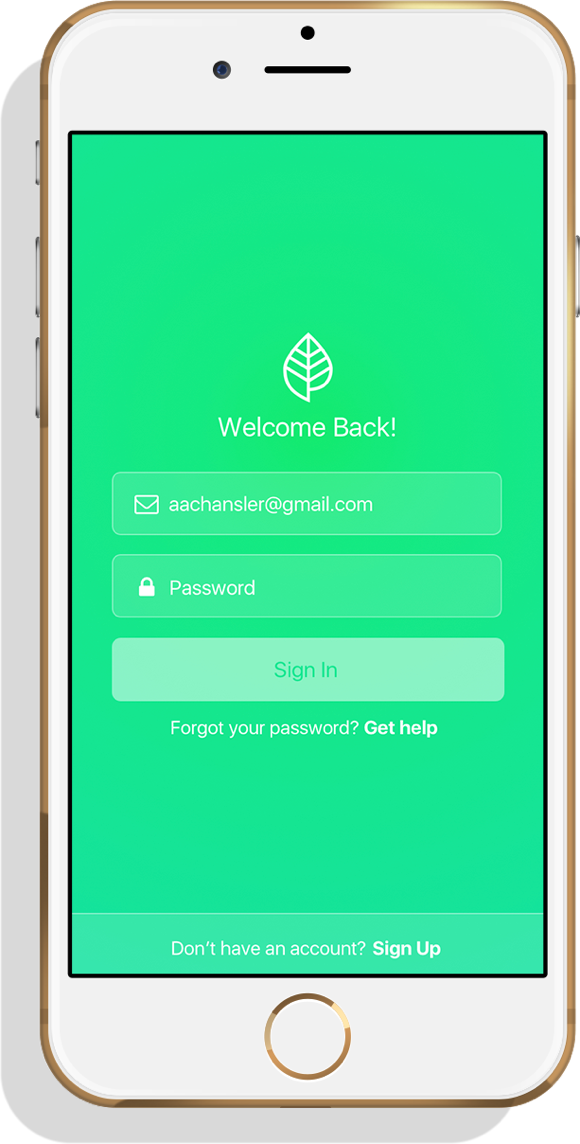 Welcome Back!
aachansler@gmail.com
Password
Sign In
Forgot your password? Get help
Don’t have an account? Sign Up